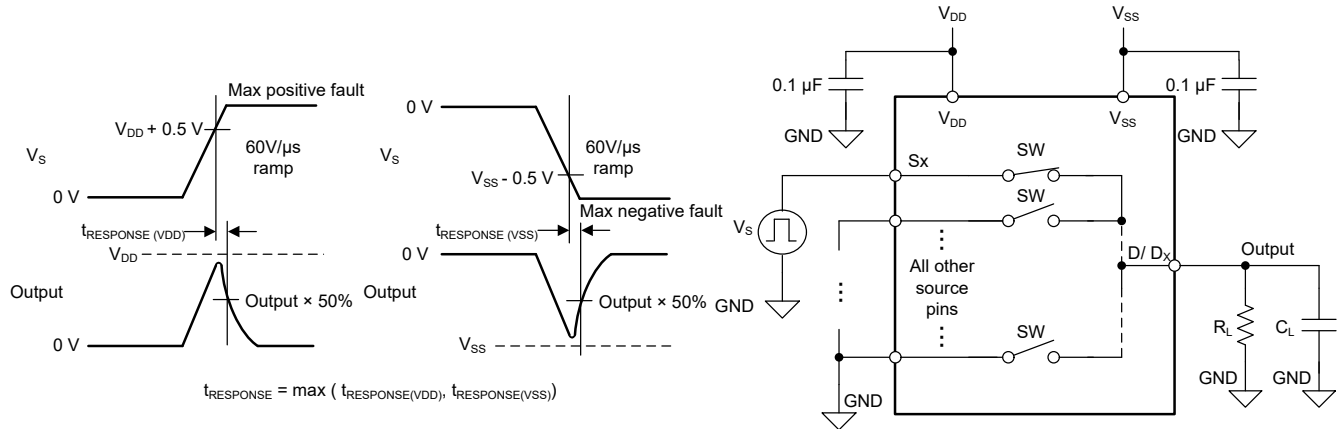 Max positive fault
V_DD + 0.5 V
V_S
60V/µs
ramp
0 V
t_RESPONSE (VDD)
V_DD
Output
Output × 50%
0 V
0 V
V_S
60V/µs
ramp
V_SS - 0.5 V
Max negative fault
t_RESPONSE (VSS)
0 V
Output
Output × 50%
V_SS
t_RESPONSE = max ( t_RESPONSE(VDD), t_RESPONSE(VSS))
V_DD
V_SS
0.1 µF
0.1 µF
GND
V_DD
V_SS
GND
Sx
SW
SW
V_S
GND
All other
source
pins
D/ D_X
Output
SW
R_L
C_L
GND
GND
GND